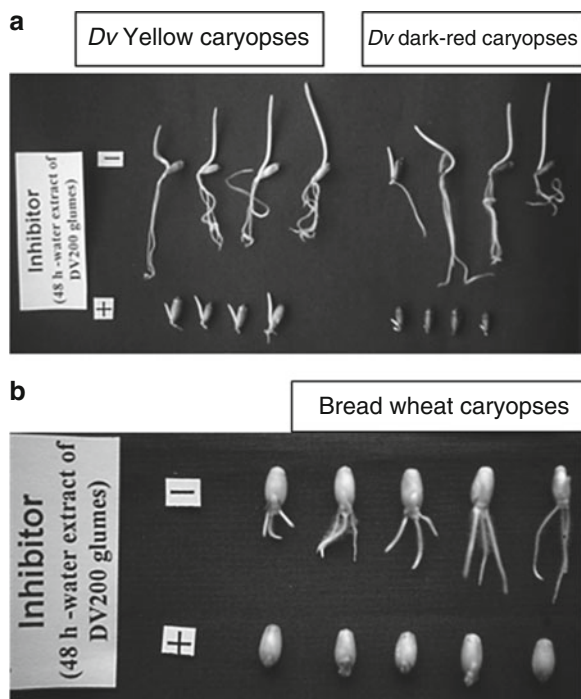 a
Dv Yellow caryopses
Dv dark-red caryopses
Inhibitor
(48 h -water extract of
DV200 glumes)
−
+
b
Bread wheat caryopses
Inhibitor
(48 h -water extract of
DV200 glumes)
−
+